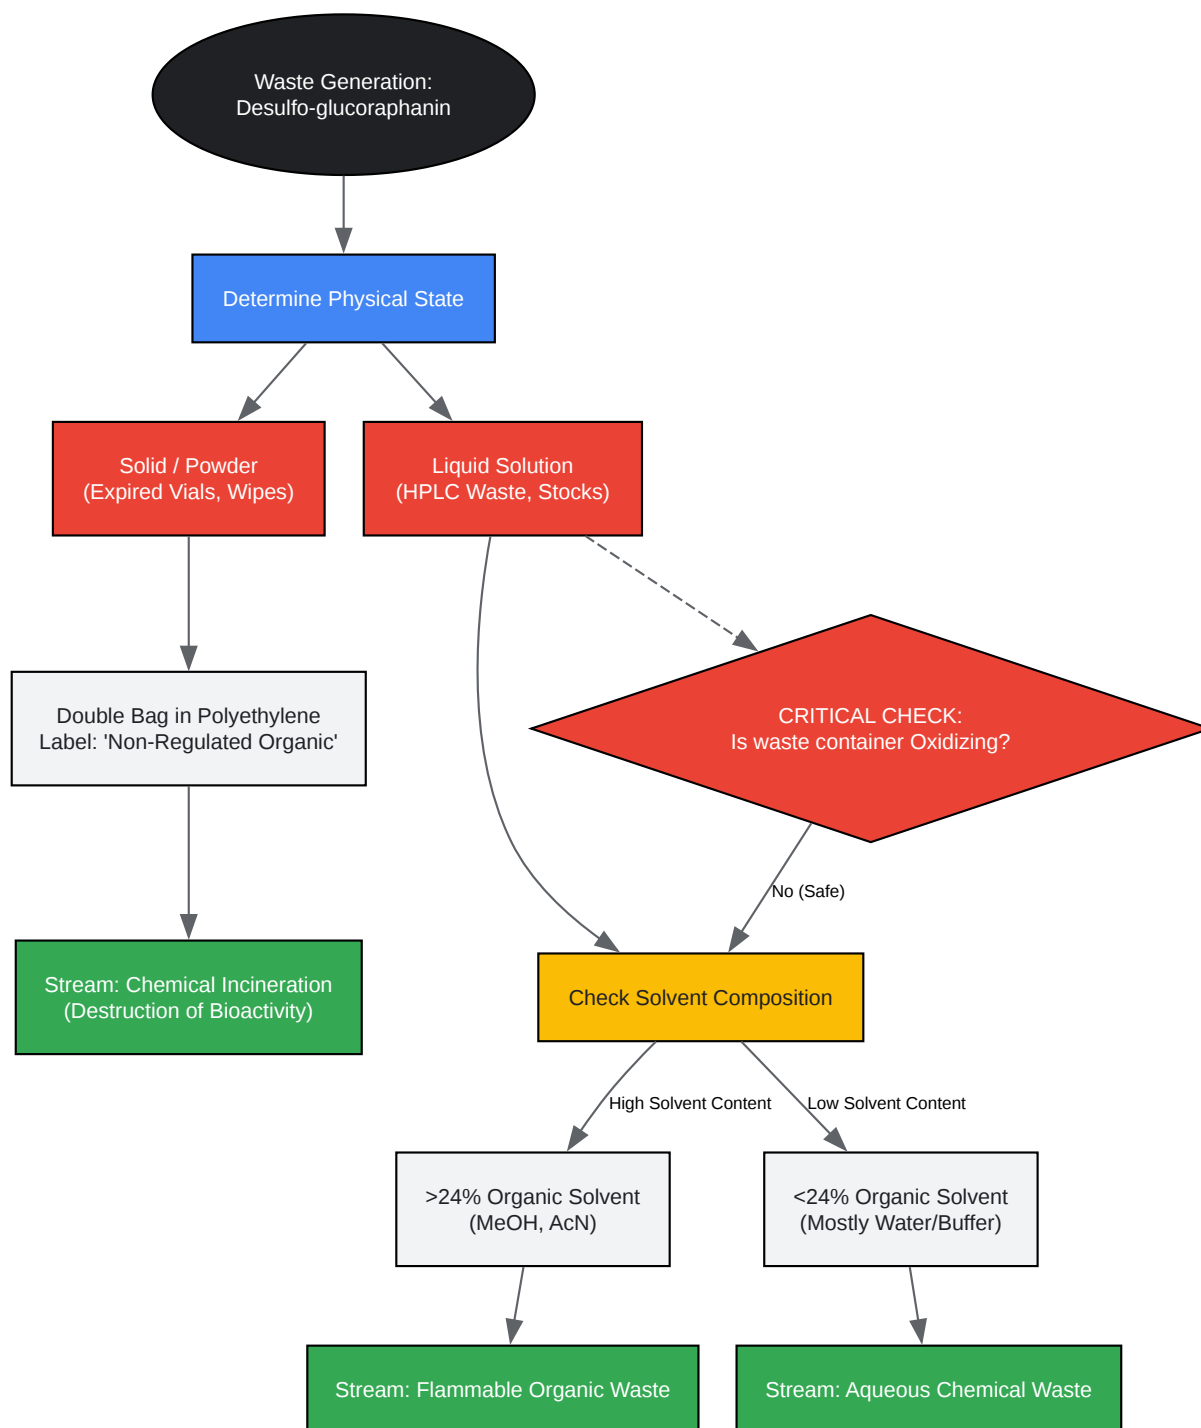 Waste Generation:
Desulfo-glucoraphanin
Determine Physical State
Solid / Powder
(Expired Vials, Wipes)
Liquid Solution
(HPLC Waste, Stocks)
Double Bag in Polyethylene
Label: 'Non-Regulated Organic'
CRITICAL CHECK:
Is waste container Oxidizing?
No (Safe)
Stream: Chemical Incineration
(Destruction of Bioactivity)
Check Solvent Composition
High Solvent Content
Low Solvent Content
>24% Organic Solvent
(MeOH, AcN)
<24% Organic Solvent
(Mostly Water/Buffer)
Stream: Flammable Organic Waste
Stream: Aqueous Chemical Waste